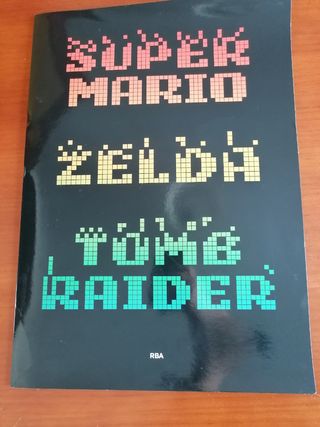 SUPER
MARIO
ZELDA
TOMB
RAIDER
RBA